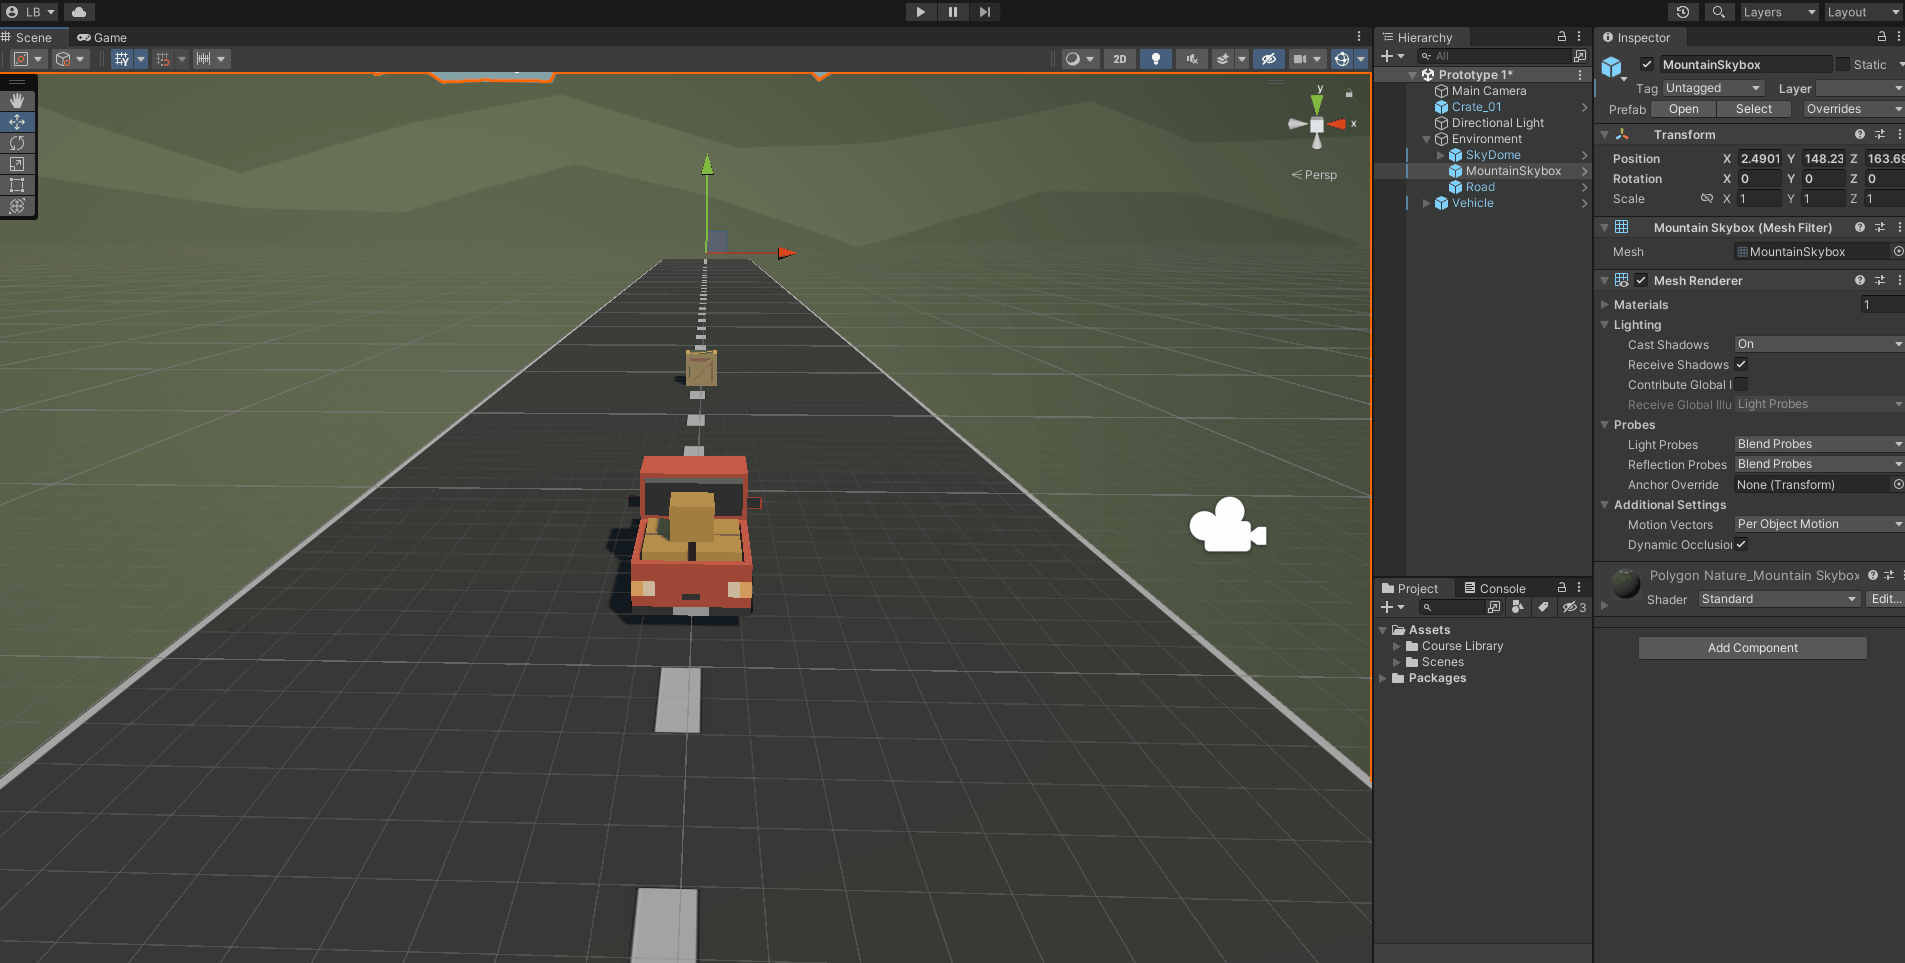 LB
Layers
Layout
Scene
Game
2D
y
x
Persp
Hierarchy
All
Prototype 1*
Main Camera
Crate_01
Directional Light
Environment
SkyDome
MountainSkybox
Road
Vehicle
Project
Console
3
Assets
Course Library
Scenes
Packages
Inspector
MountainSkybox
Static
Tag Untagged Layer
Prefab Open Select Overrides
Transform
Position X 2.4901 Y 148.23 Z 163.69
Rotation X 0 Y 0 Z 0
Scale X 1 Y 1 Z 1
Mountain Skybox (Mesh Filter)
Mesh MountainSkybox
Mesh Renderer
Materials 1
Lighting
Cast Shadows On
Receive Shadows
Contribute Global I
Receive Global Illu Light Probes
Probes
Light Probes Blend Probes
Reflection Probes Blend Probes
Anchor Override None (Transform)
Additional Settings
Motion Vectors Per Object Motion
Dynamic Occlusion
Polygon Nature_Mountain Skybox
Shader Standard Edit...
Add Component